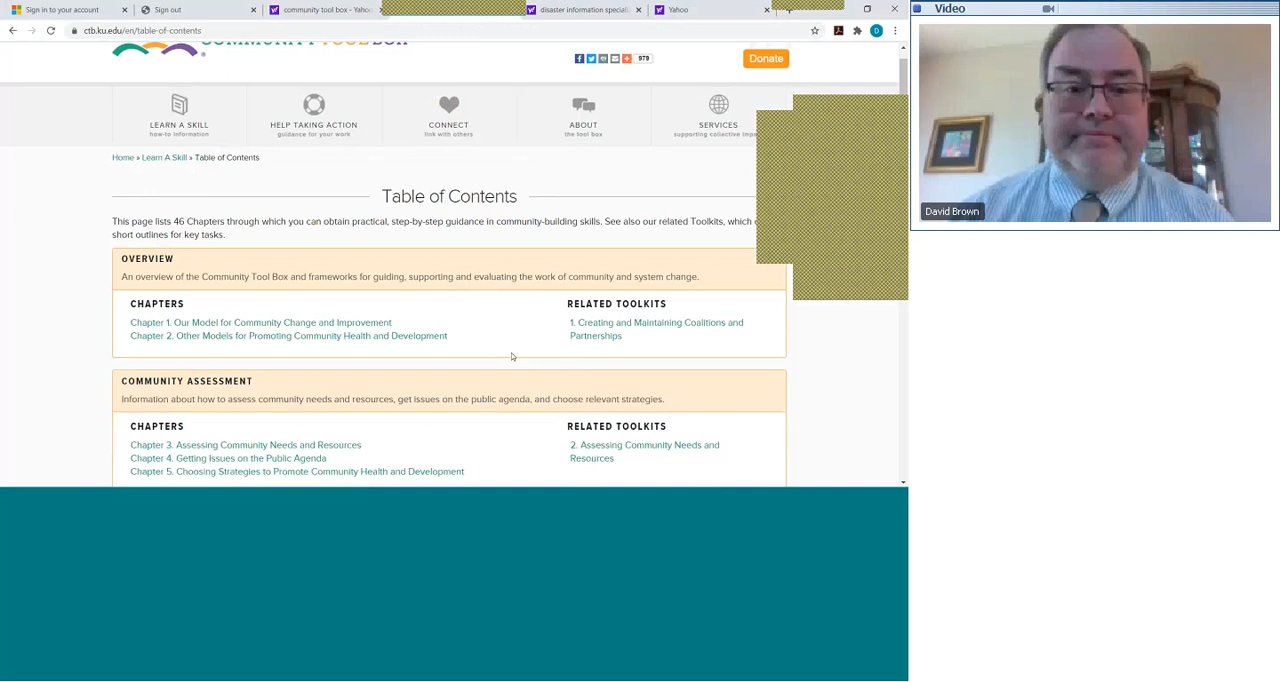 Sign in to your account
Sign out
community tool box - Yahoo
disaster information special
Yahoo
ctb.ku.edu/en/table-of-contents
Video
COMMUNITY TOOL BOX
979
Donate
LEARN A SKILL
how-to information
HELP TAKING ACTION
guidance for your work
CONNECT
link with others
ABOUT
the tool box
SERVICES
supporting collective
Home » Learn A Skill » Table of Contents
Table of Contents
This page lists 46 Chapters through which you can obtain practical, step-by-step guidance in community-building skills. See also our related Toolkits, which
short outlines for key tasks.
OVERVIEW
An overview of the Community Tool Box and frameworks for guiding, supporting and evaluating the work of community and system change.
CHAPTERS
Chapter 1. Our Model for Community Change and Improvement
Chapter 2. Other Models for Promoting Community Health and Development
RELATED TOOLKITS
1. Creating and Maintaining Coalitions and
Partnerships
COMMUNITY ASSESSMENT
Information about how to assess community needs and resources, get issues on the public agenda, and choose relevant strategies.
CHAPTERS
Chapter 3. Assessing Community Needs and Resources
Chapter 4. Getting Issues on the Public Agenda
Chapter 5. Choosing Strategies to Promote Community Health and Development
RELATED TOOLKITS
2. Assessing Community Needs and
Resources
David Brown